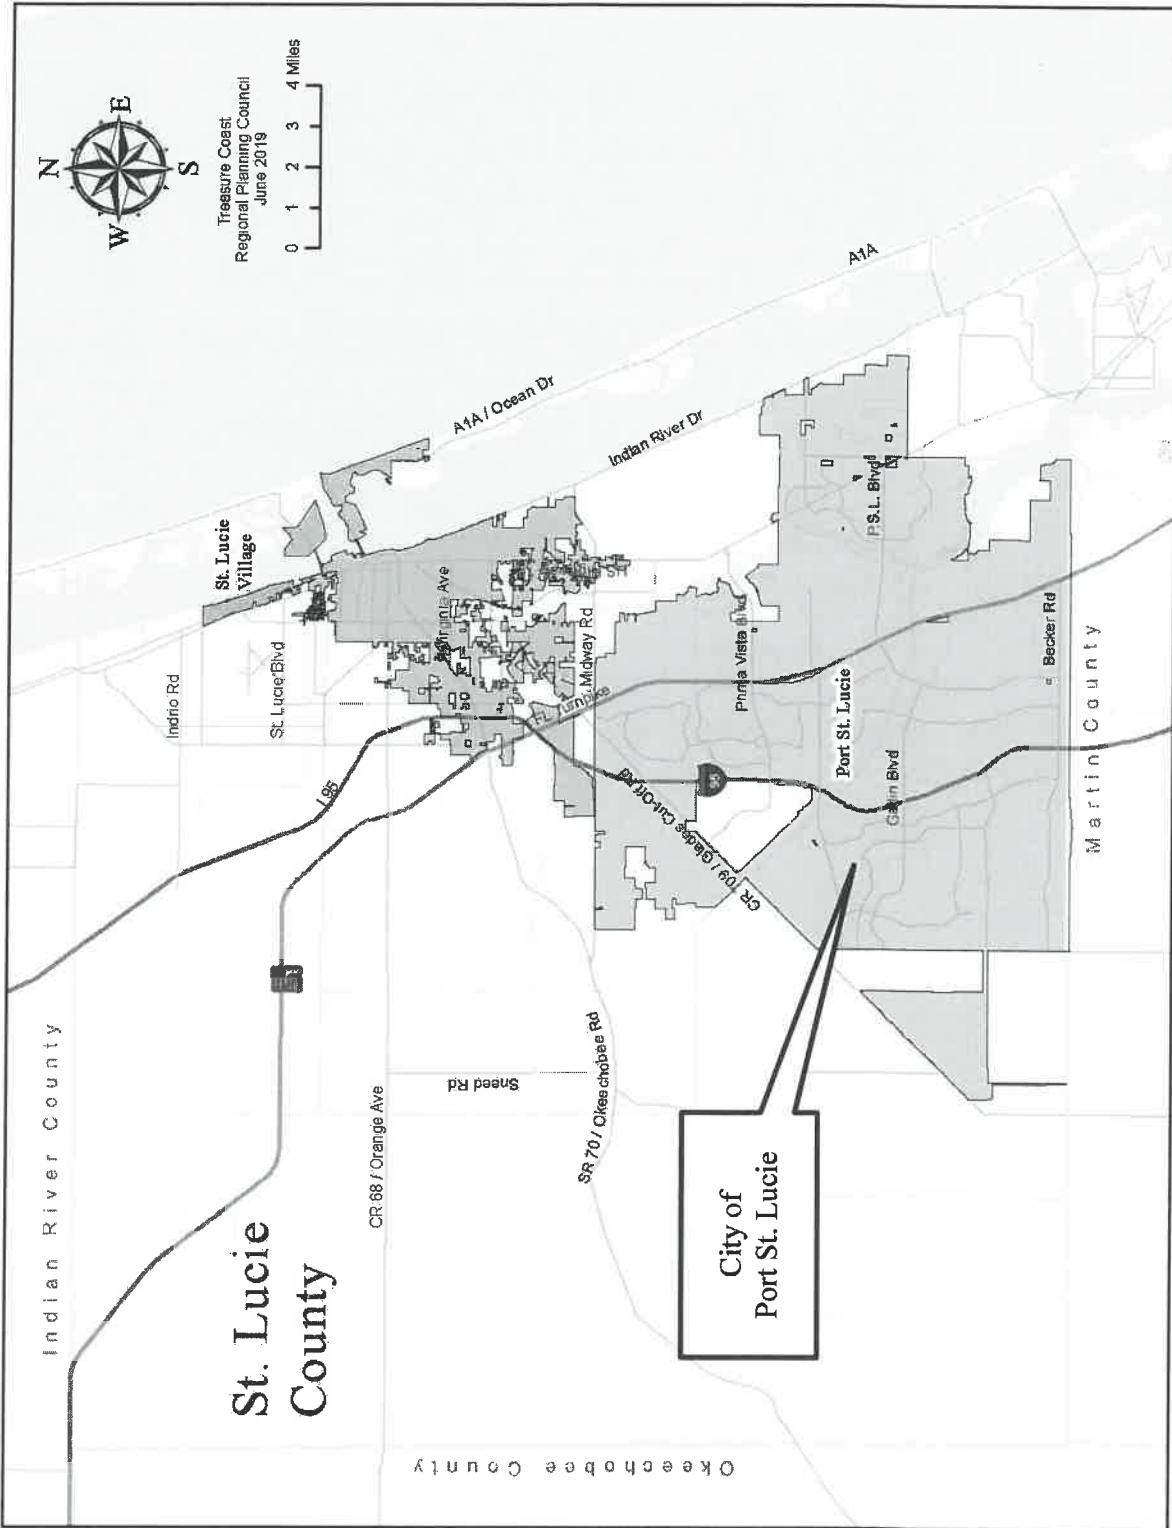 Indian River County
St. Lucie
County
Okeechobee County
City of
Port St. Lucie
N
W
E
S
Treasure Coast
Regional Planning Council
June 2019
0 1 2 3 4 Miles
St. Lucie
Village
Indrio Rd
St. Lucie Blvd
I 95
CR 68 / Orange Ave
Sneed Rd
SR 70 / Okeechobee Rd
Virginia Ave
A1A / Ocean Dr
Indian River Dr
A1A
Midway Rd
FL Turnpike
CR 709 / Glades Cut-Off Rd
Prima Vista Blvd
P.S.L. Blvd
Port St. Lucie
Gatlin Blvd
Becker Rd
Martin County